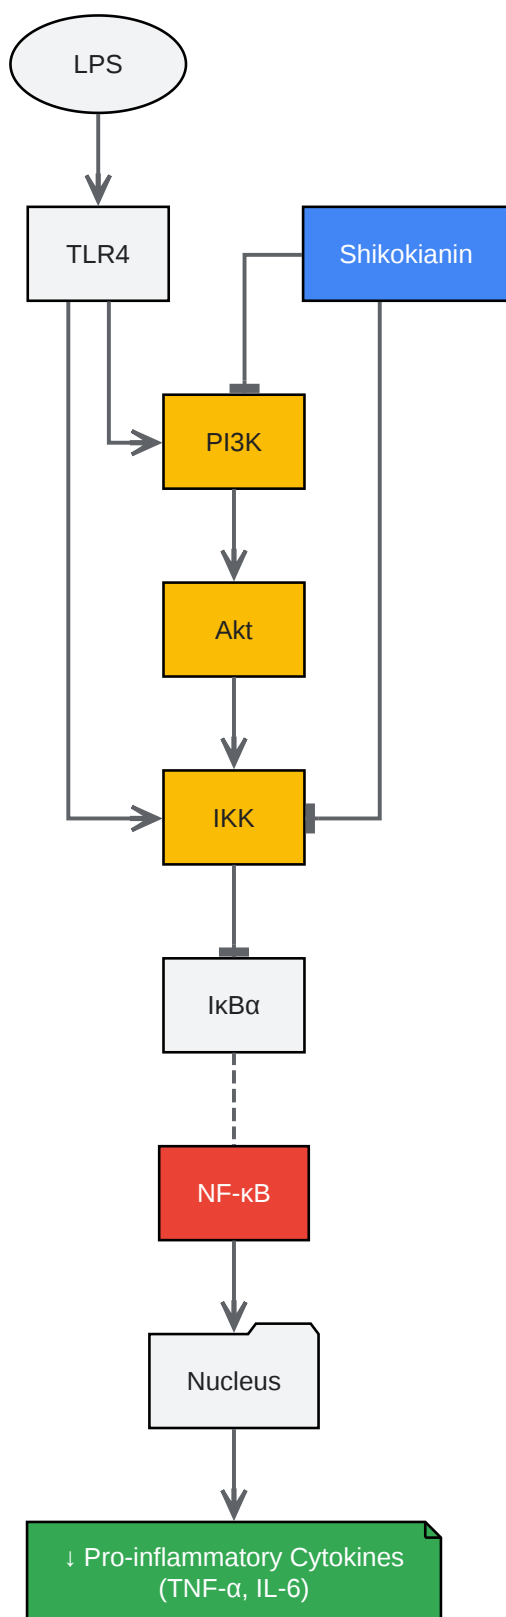 LPS
TLR4
Shikokianin
PI3K
Akt
IKK
IκBα
NF-κB
Nucleus
↓ Pro-inflammatory Cytokines
(TNF-α, IL-6)